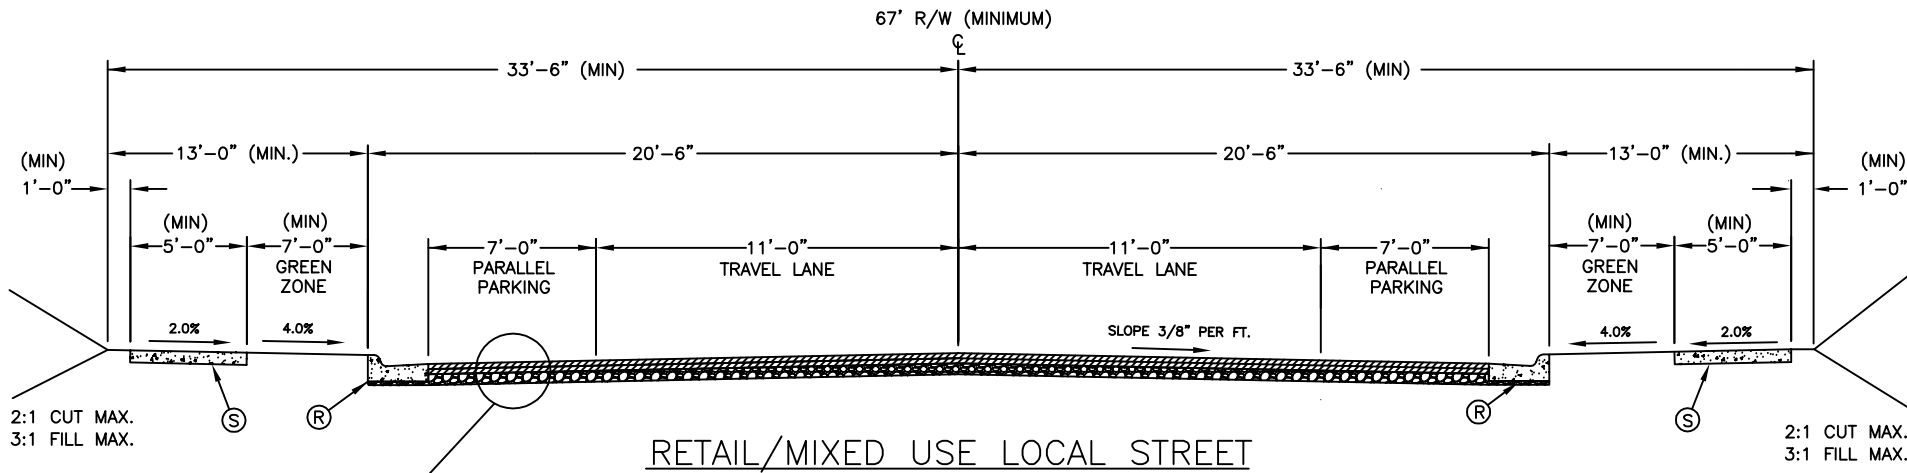 67' R/W (MINIMUM)
℄
33'-6" (MIN)
33'-6" (MIN)
(MIN)
1'-0"
13'-0" (MIN.)
20'-6"
20'-6"
13'-0" (MIN.)
(MIN)
1'-0"
(MIN)
5'-0"
(MIN)
7'-0"
GREEN
ZONE
7'-0"
PARALLEL
PARKING
11'-0"
TRAVEL LANE
11'-0"
TRAVEL LANE
7'-0"
PARALLEL
PARKING
(MIN)
7'-0"
GREEN
ZONE
(MIN)
5'-0"
2.0%
4.0%
SLOPE 3/8" PER FT.
4.0%
2.0%
2:1 CUT MAX.
3:1 FILL MAX.
S
R
R
S
2:1 CUT MAX.
3:1 FILL MAX.
RETAIL/MIXED USE LOCAL STREET